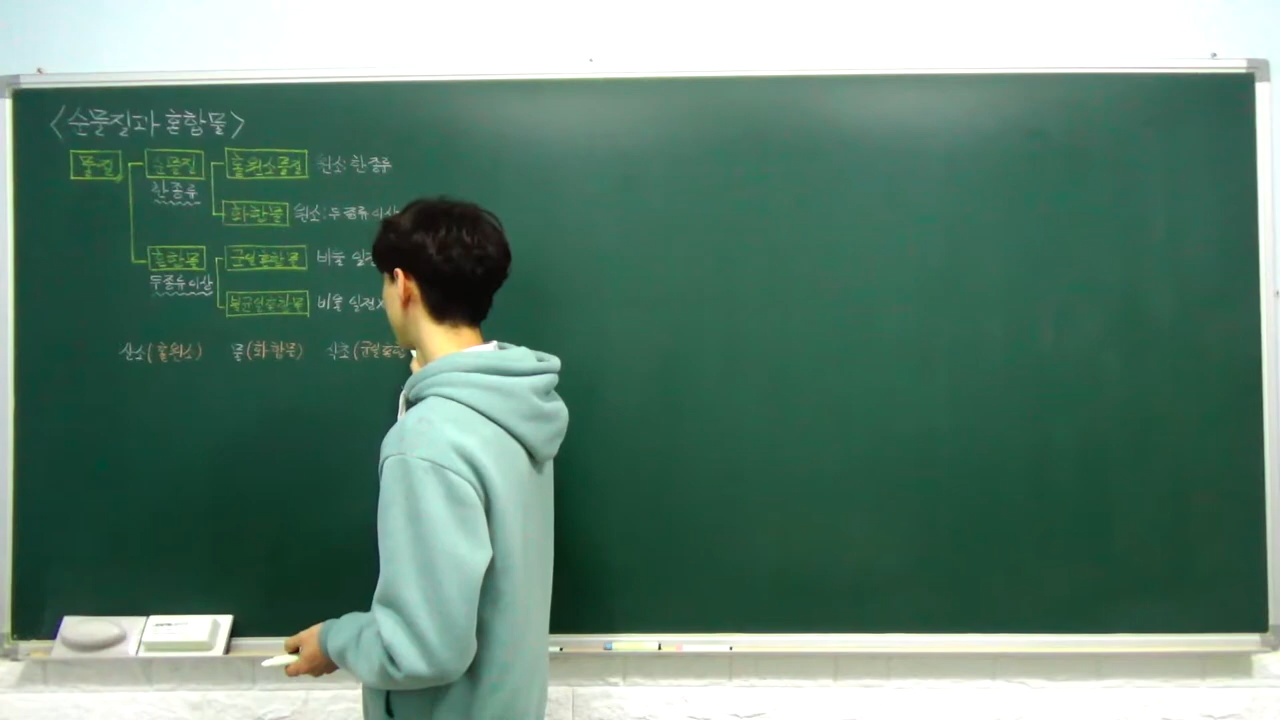 <순물질과 혼합물>
물질 순물질 홑원소물질 원소: 한 종류
한 종류
화합물 원소: 두 종류 이상
혼합물 균일혼합물 비율 일
두 종류 이상
불균일혼합물 비율 일정x
산소(홑원소) 물(화합물) 식초(균일혼합